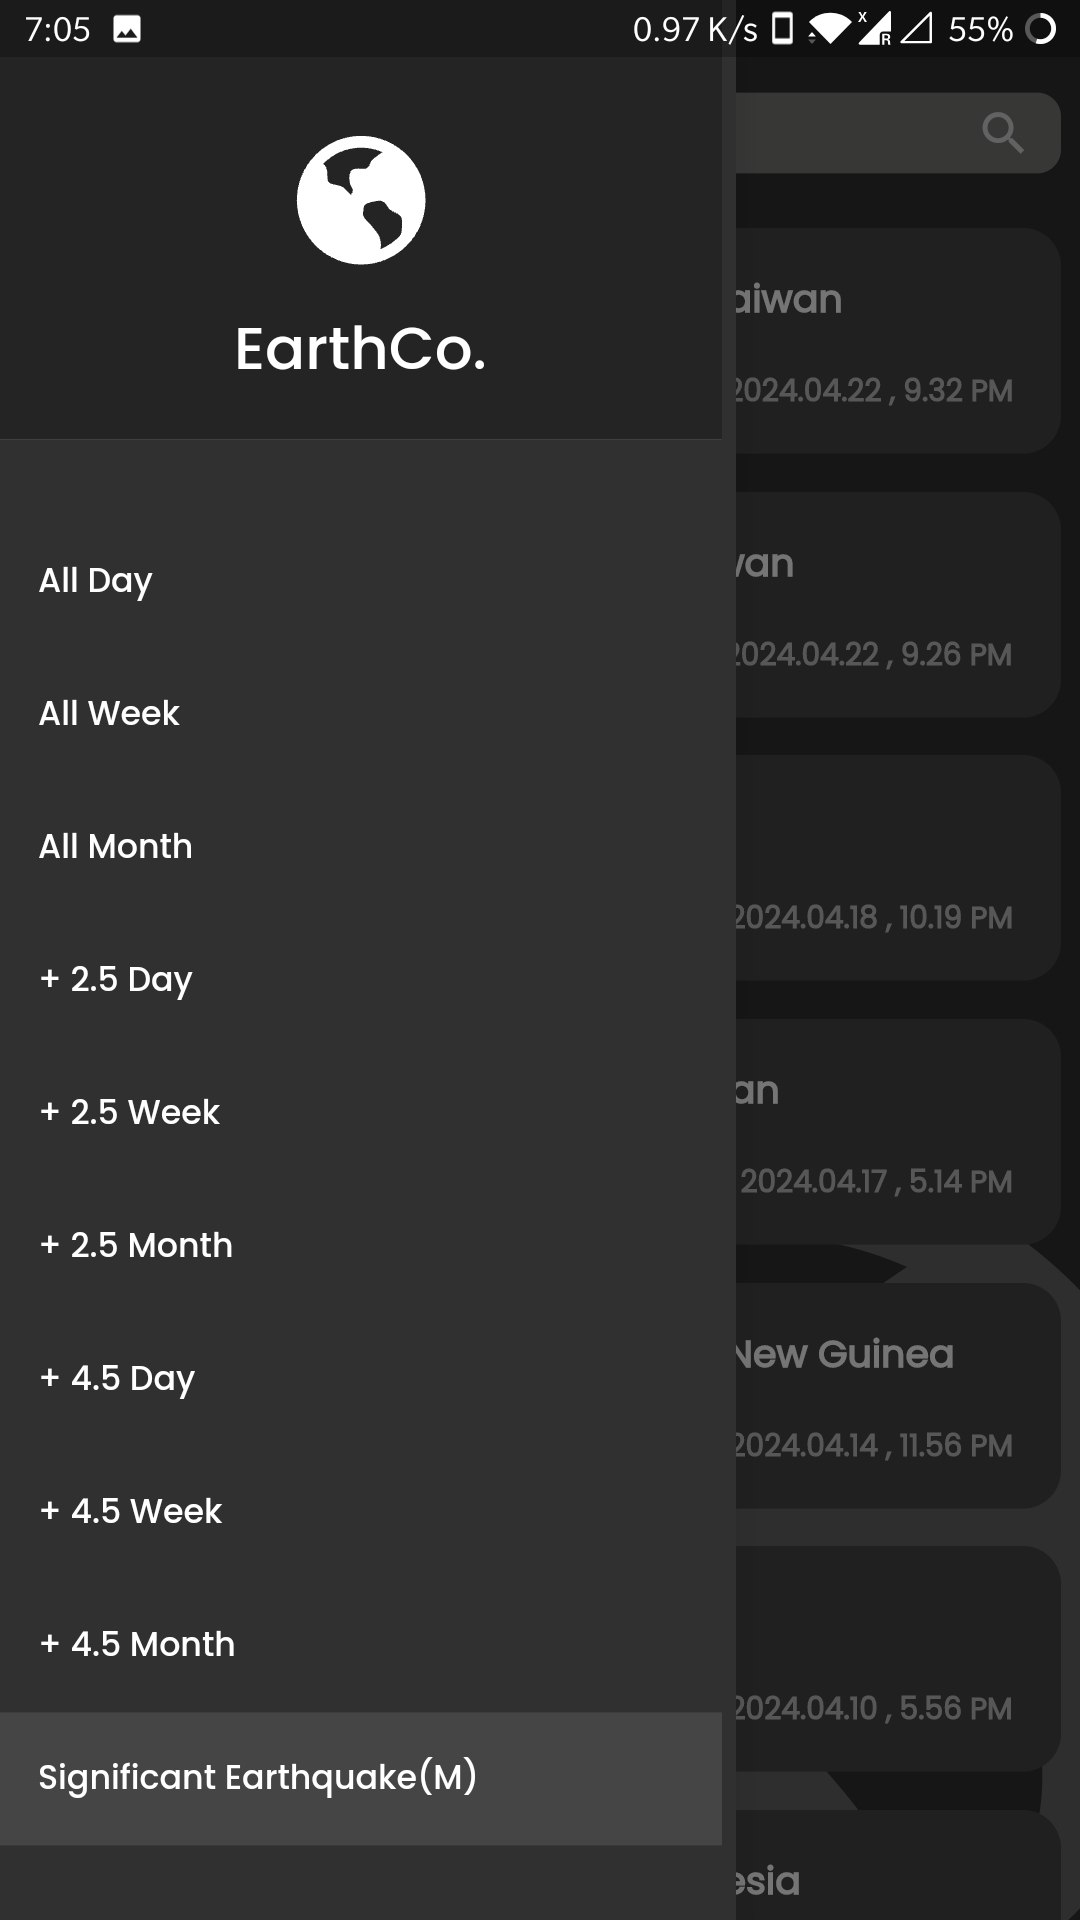 7:05 0.97 K/s X R 55%
EarthCo.
All Day
All Week
All Month
+ 2.5 Day
+ 2.5 Week
+ 2.5 Month
+ 4.5 Day
+ 4.5 Week
+ 4.5 Month
Significant Earthquake(M)
aiwan
2024.04.22 , 9.32 PM
wan
2024.04.22 , 9.26 PM
2024.04.18 , 10.19 PM
an
2024.04.17 , 5.14 PM
New Guinea
2024.04.14 , 11.56 PM
2024.04.10 , 5.56 PM
esia